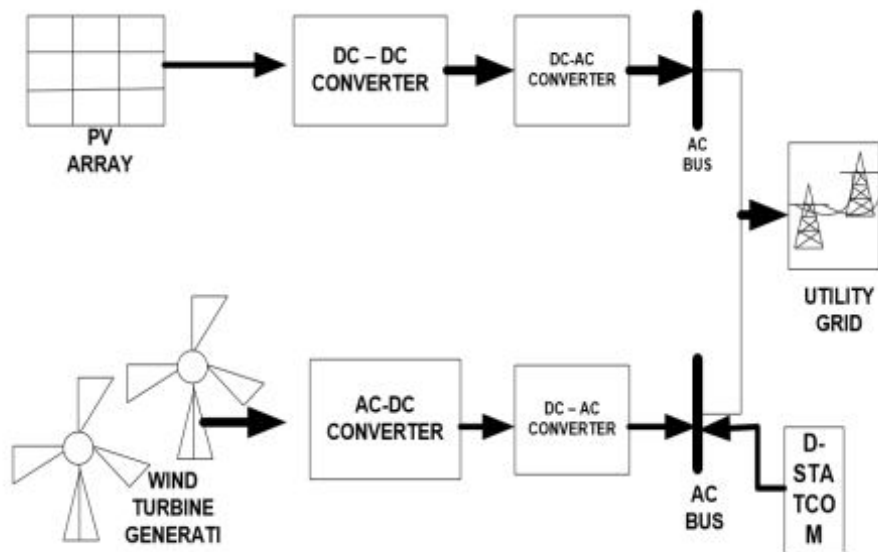 DC – DC
CONVERTER
DC-AC
CONVERTER
PV
ARRAY
AC
BUS
UTILITY
GRID
AC-DC
CONVERTER
DC – AC
CONVERTER
WIND
TURBINE
GENERATI
AC
BUS
D-
STA
TCO
M